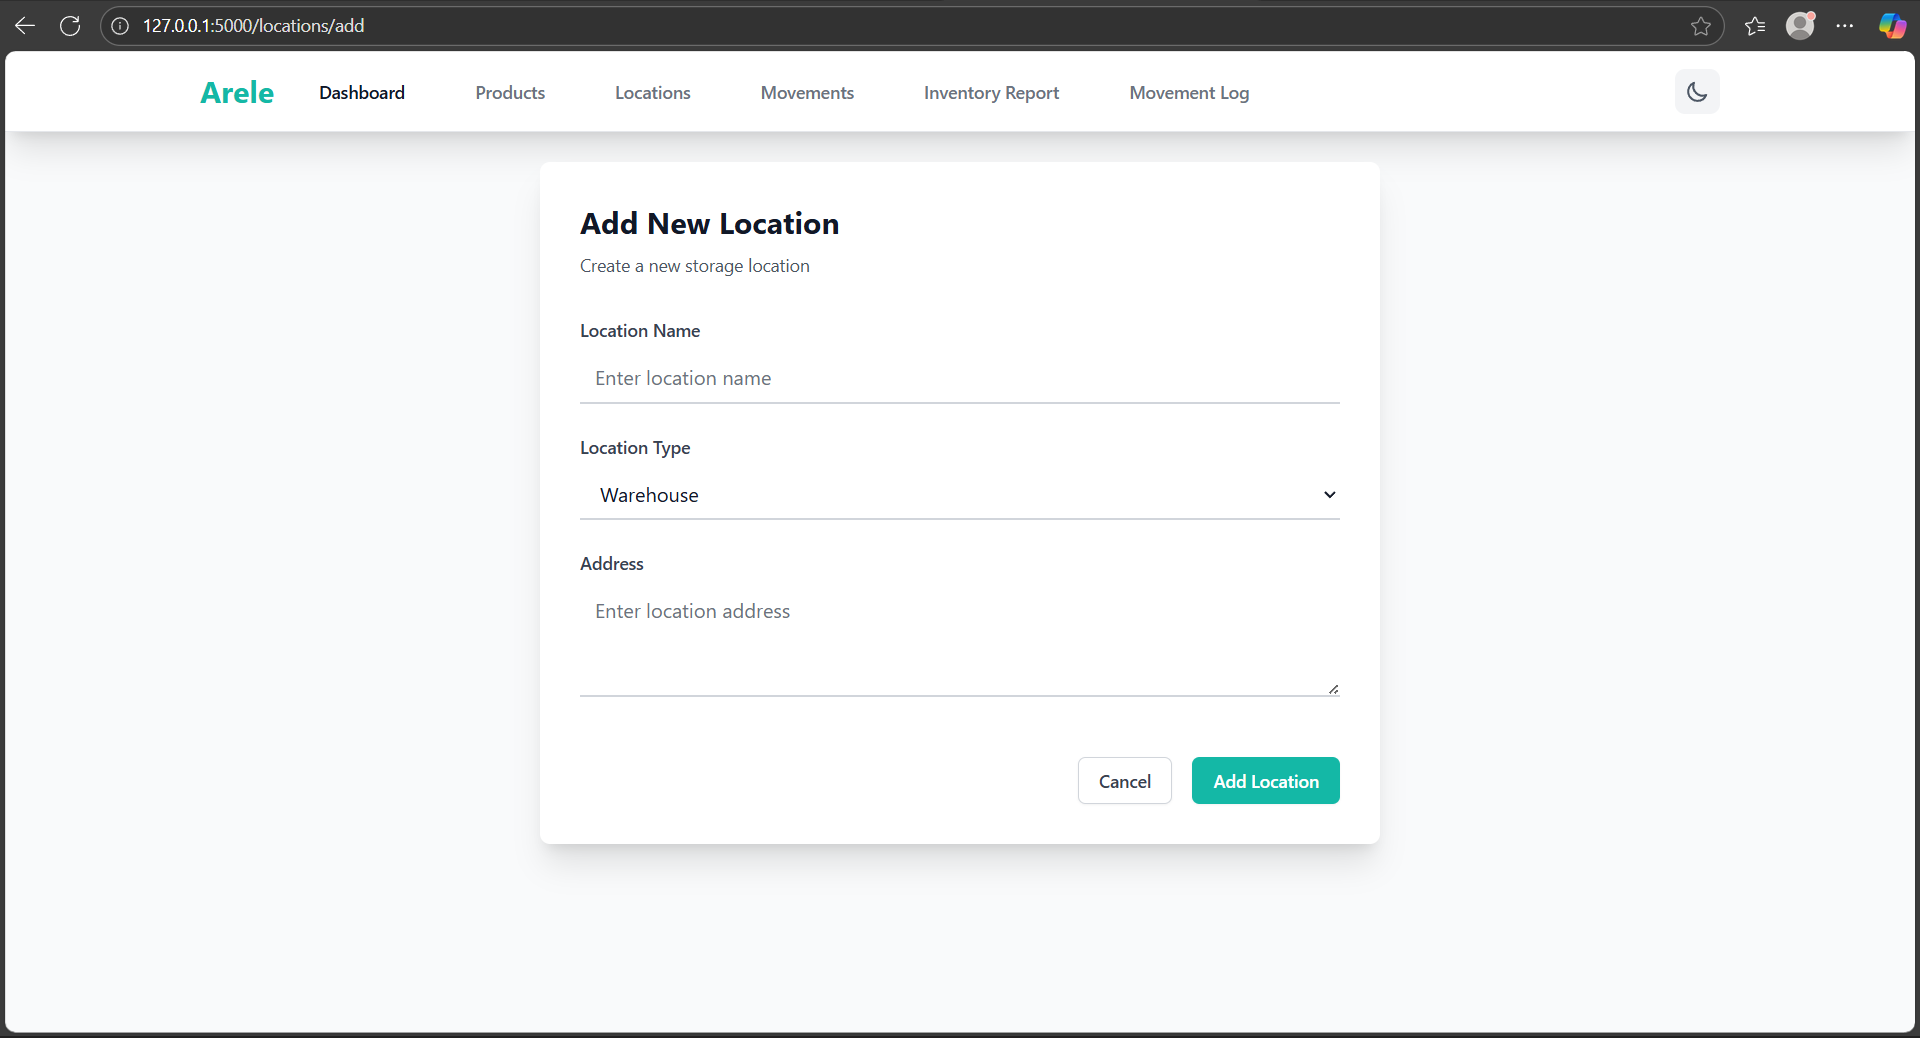 127.0.0.1:5000/locations/add
Arele Dashboard Products Locations Movements Inventory Report Movement Log
Add New Location
Create a new storage location
Location Name
Enter location name
Location Type
Warehouse
Address
Enter location address
Cancel Add Location